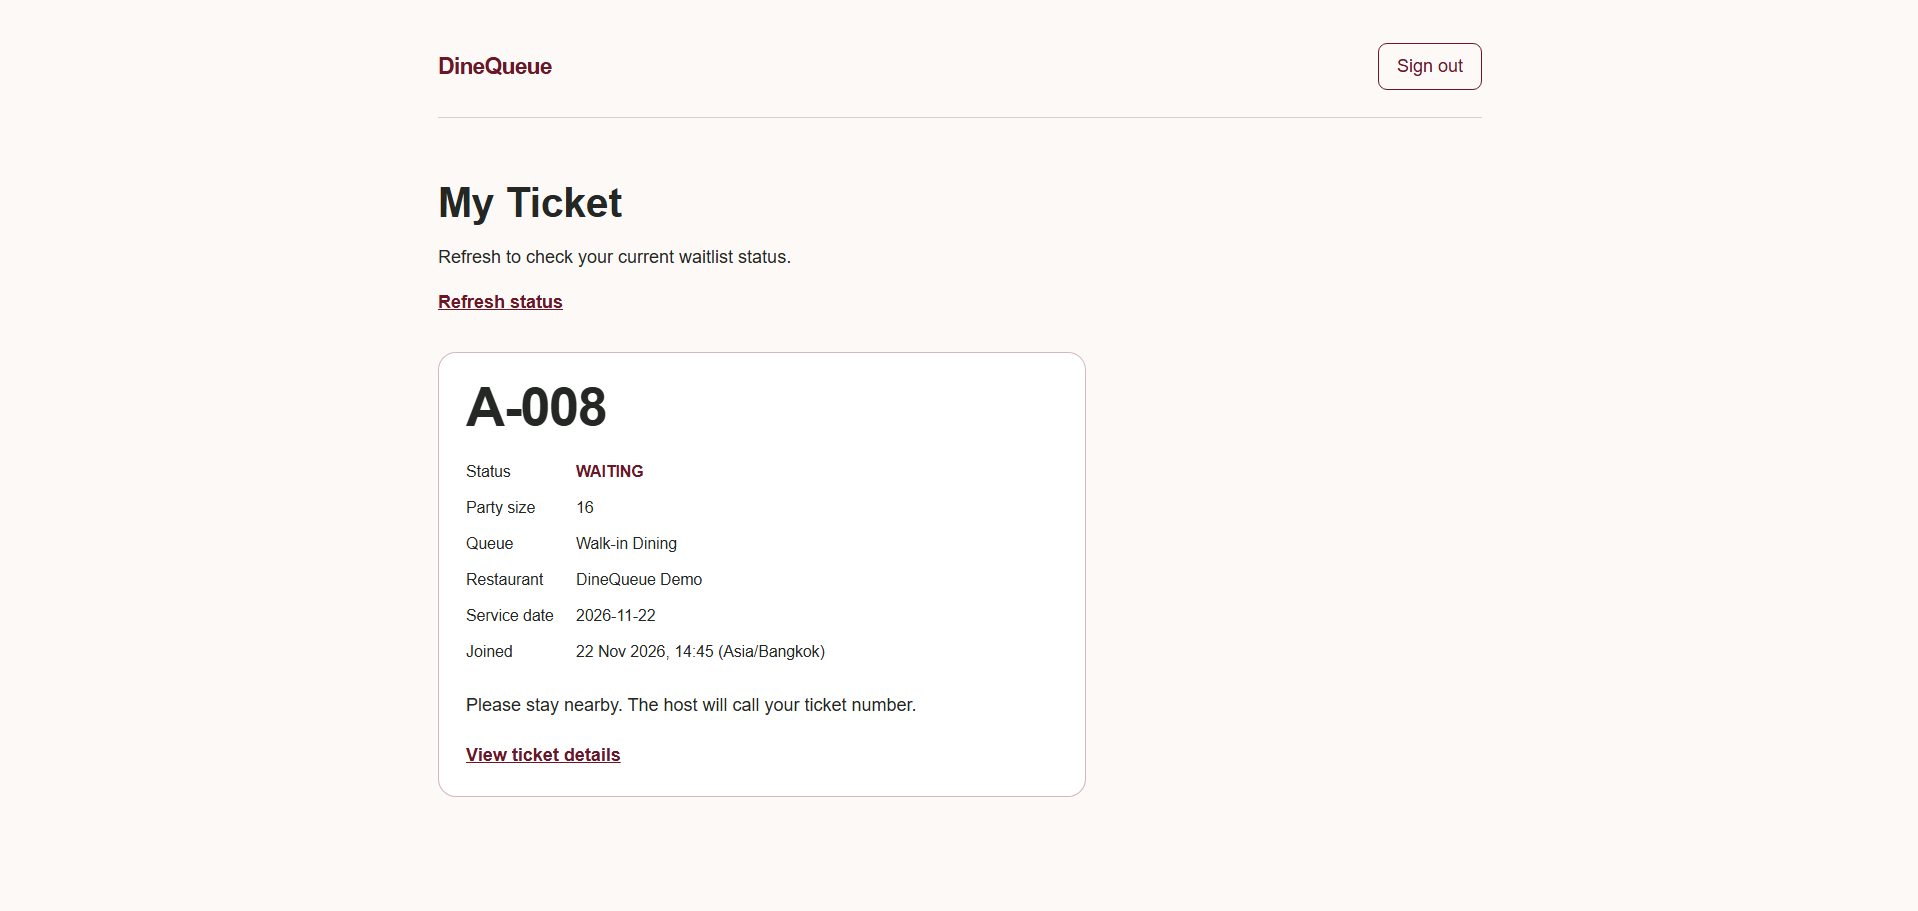 DineQueue
Sign out
My Ticket
Refresh to check your current waitlist status.
Refresh status
A-008
Status WAITING
Party size 16
Queue Walk-in Dining
Restaurant DineQueue Demo
Service date 2026-11-22
Joined 22 Nov 2026, 14:45 (Asia/Bangkok)
Please stay nearby. The host will call your ticket number.
View ticket details